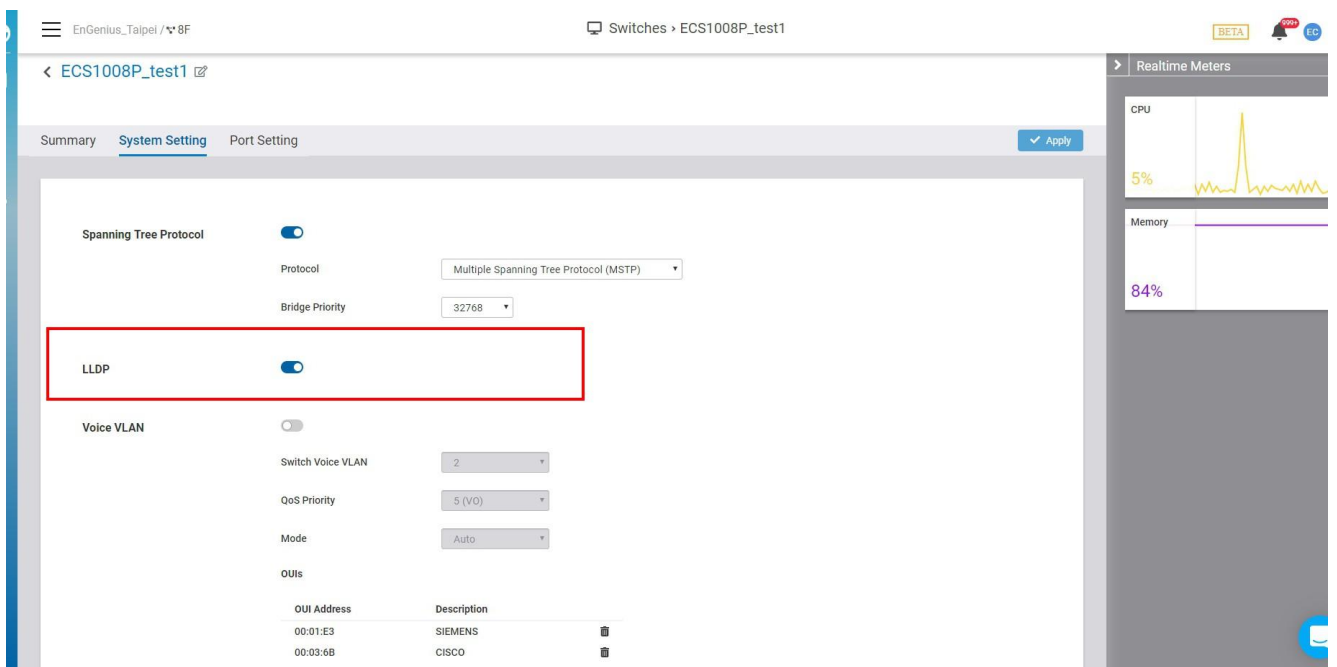 EnGenius_Taipei / 8F
Switches › ECS1008P_test1
BETA
999+
EC
ECS1008P_test1
Realtime Meters
Summary System Setting Port Setting
Apply
CPU
5%
Memory
84%
Spanning Tree Protocol
Protocol Multiple Spanning Tree Protocol (MSTP)
Bridge Priority 32768
LLDP
Voice VLAN
Switch Voice VLAN 2
QoS Priority 5 (VO)
Mode Auto
OUIs
OUI Address Description
00:01:E3 SIEMENS
00:03:6B CISCO